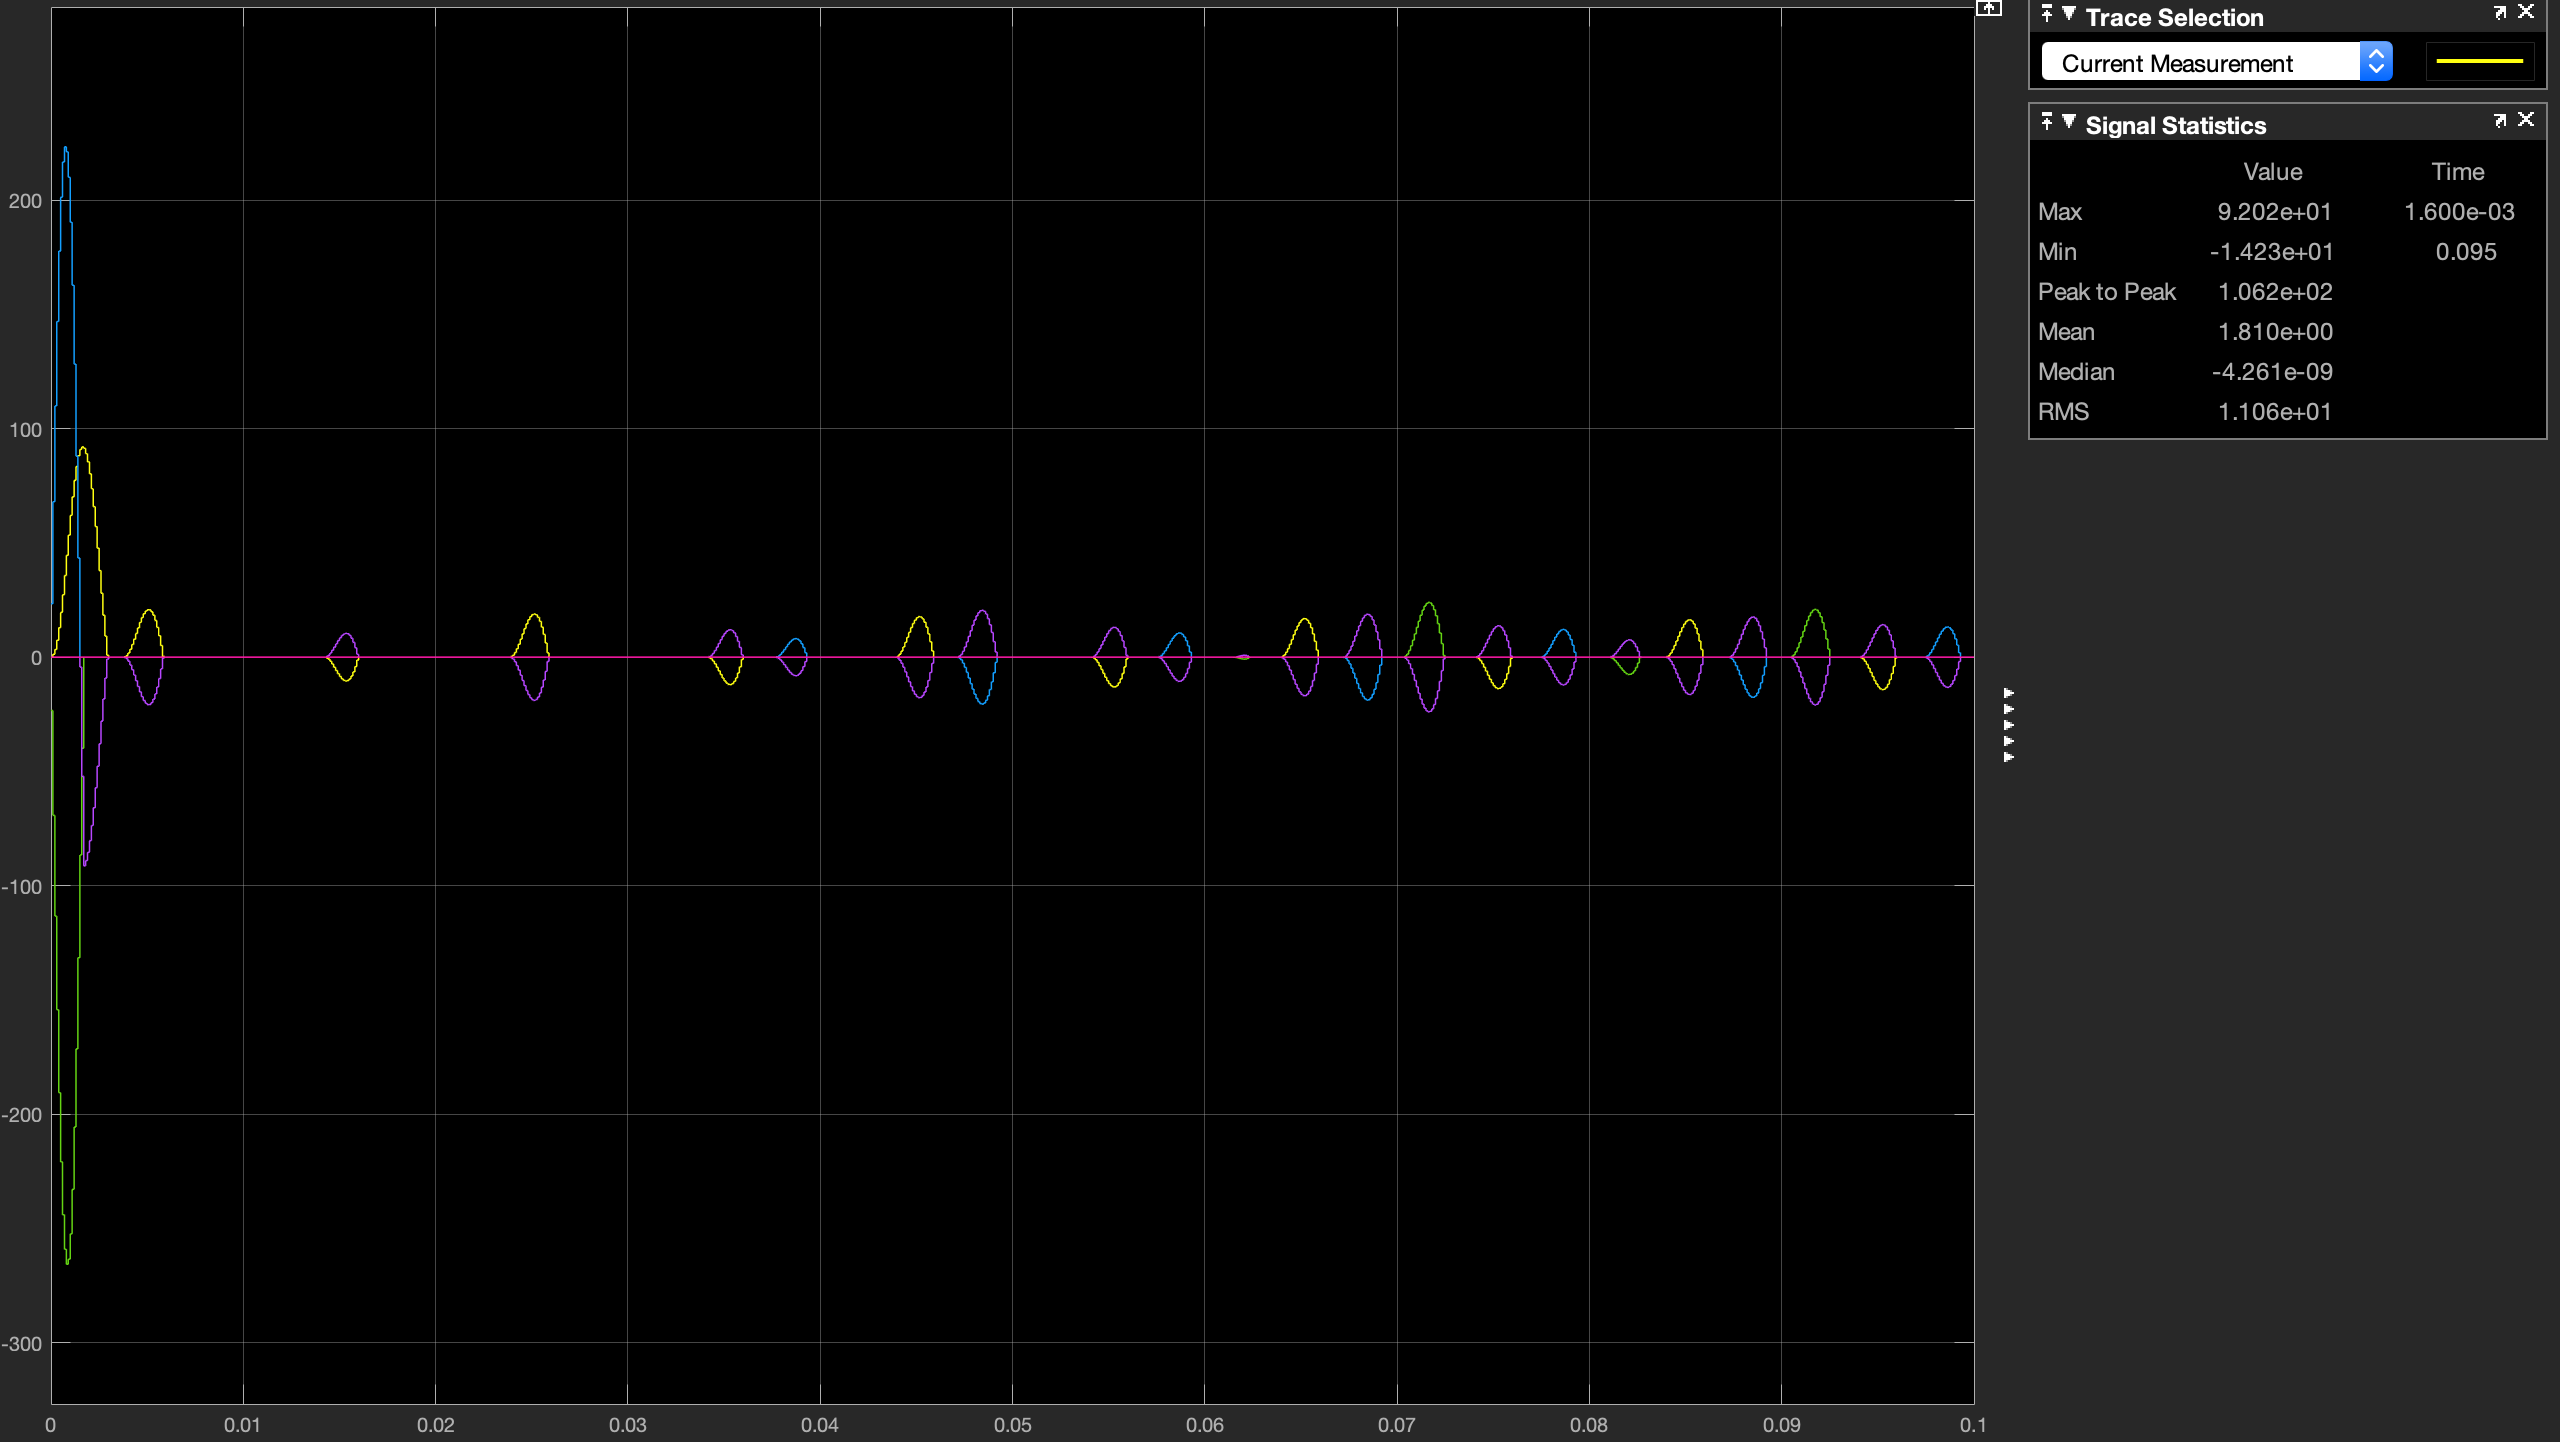 200
100
0
-100
-200
-300
0 0.01 0.02 0.03 0.04 0.05 0.06 0.07 0.08 0.09 0.1
Trace Selection
Current Measurement
Signal Statistics
Value Time
Max 9.202e+01 1.600e-03
Min -1.423e+01 0.095
Peak to Peak 1.062e+02
Mean 1.810e+00
Median -4.261e-09
RMS 1.106e+01